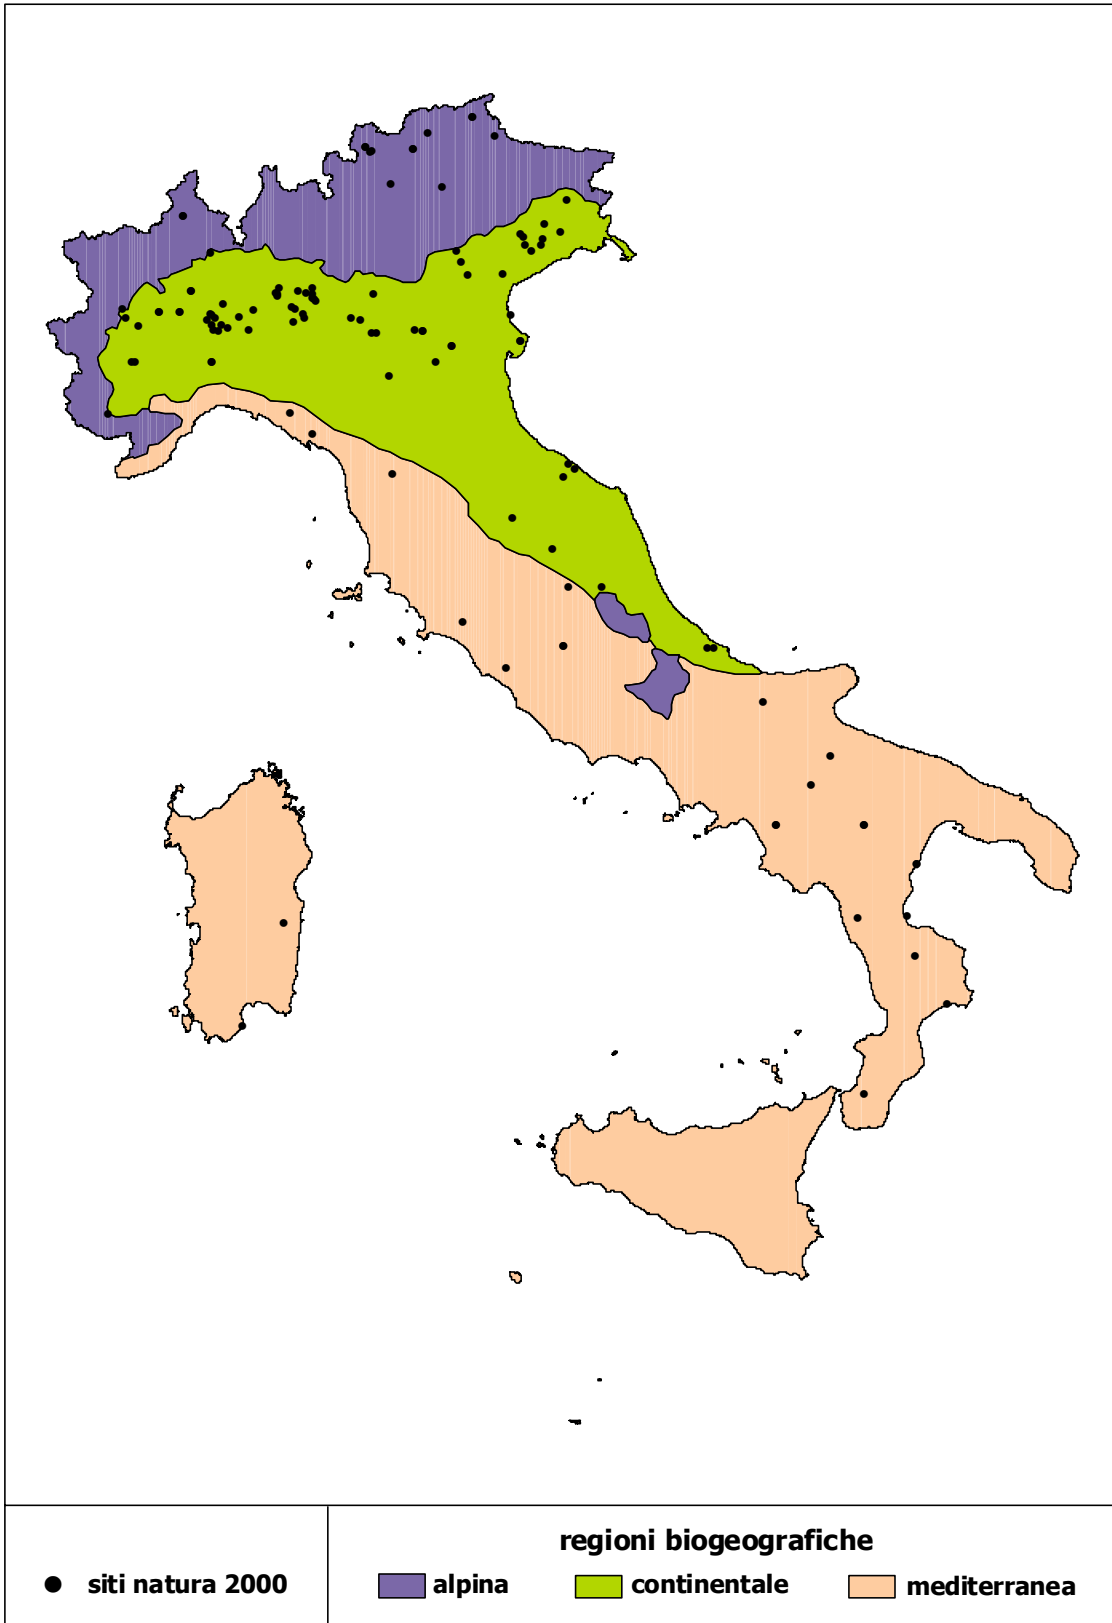 regioni biogeografiche
siti natura 2000
alpina
continentale
mediterranea